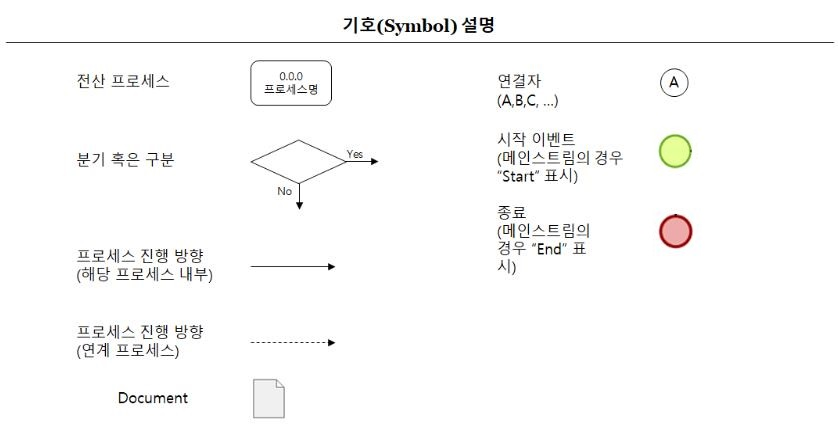 기호(Symbol) 설명
전산 프로세스
0.0.0
프로세스명
분기 혹은 구분
Yes
No
프로세스 진행 방향
(해당 프로세스 내부)
프로세스 진행 방향
(연계 프로세스)
Document
연결자
(A,B,C, ...)
A
시작 이벤트
(메인스트림의 경우
“Start” 표시)
종료
(메인스트림의
경우 “End” 표
시)